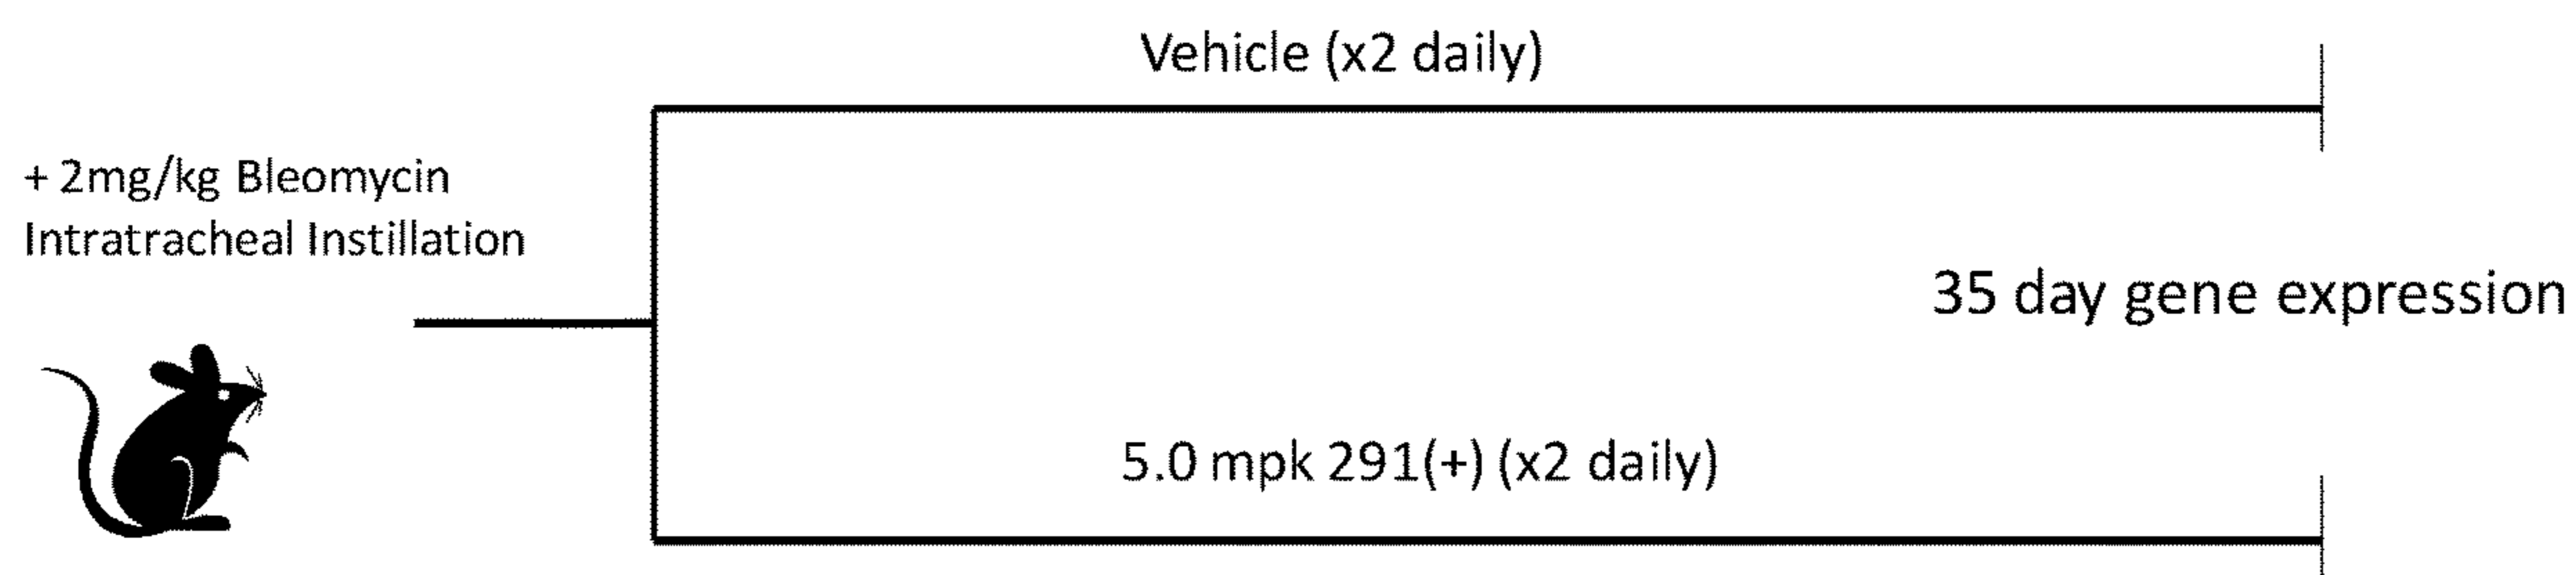 Vehicle (x2 daily)
+ 2mg/kg Bleomycin
Intratracheal Instillation
35 day gene expression
5.0 mpk 291(+) (x2 daily)